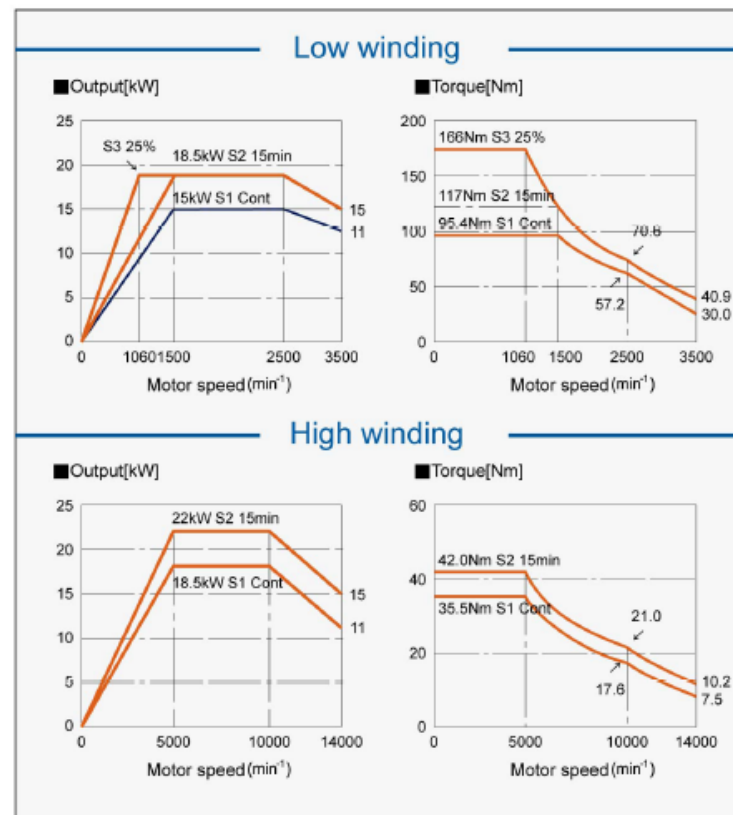 Low winding
■Output[kW]
25
20
15
10
5
0
S3 25%
18.5kW S2 15min
15kW S1 Cont
15
11
0
1060
1500
2500
3500
Motor speed(min⁻¹)
■Torque[Nm]
200
150
100
50
0
166Nm S3 25%
117Nm S2 15min
95.4Nm S1 Cont
70.6
57.2
40.9
30.0
0
1060
1500
2500
3500
Motor speed(min⁻¹)
High winding
■Output[kW]
25
20
15
10
5
0
22kW S2 15min
18.5kW S1 Cont
15
11
0
5000
10000
14000
Motor speed (min⁻¹)
■Torque[Nm]
60
40
20
0
42.0Nm S2 15min
35.5Nm S1 Cont
21.0
17.6
10.2
7.5
0
5000
10000
14000
Motor speed (min⁻¹)